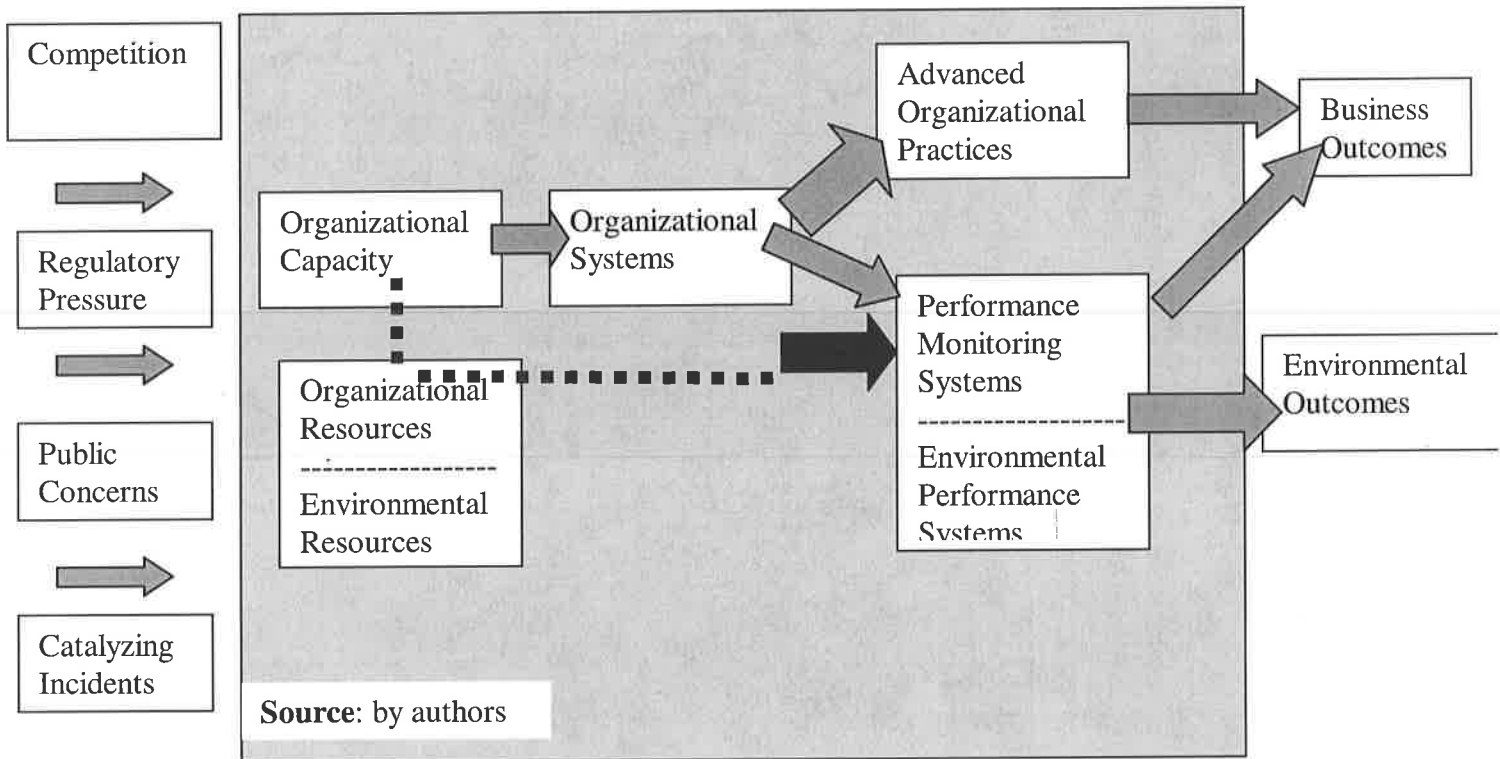 Competition
Regulatory
Pressure
Public
Concerns
Catalyzing
Incidents
Organizational
Capacity
Organizational
Resources
Environmental
Resources
Organizational
Systems
Advanced
Organizational
Practices
Performance
Monitoring
Systems
Environmental
Performance
Systems
Business
Outcomes
Environmental
Outcomes
Source: by authors